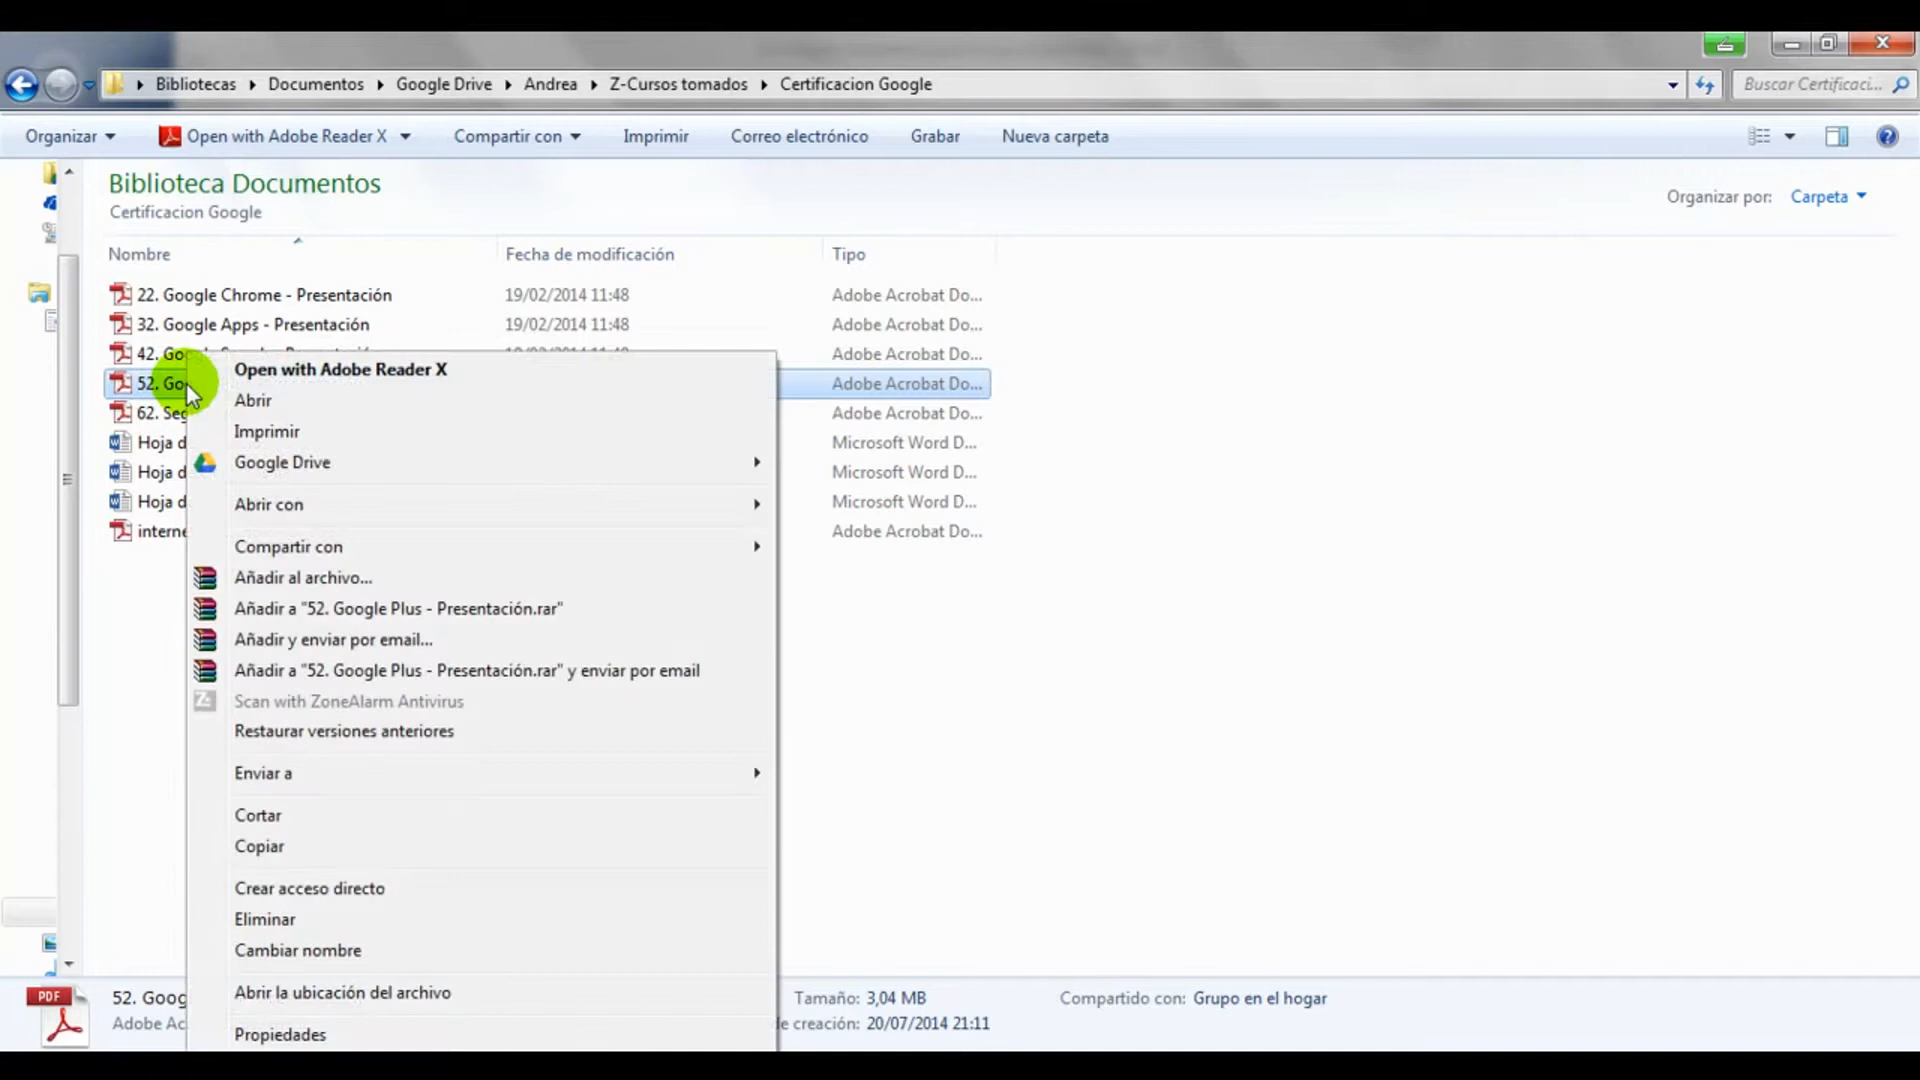 Bibliotecas Documentos Google Drive Andrea Z-Cursos tomados Certificacion Google
Buscar Certificaci...
Organizar Open with Adobe Reader X Compartir con Imprimir Correo electrónico Grabar Nueva carpeta
Biblioteca Documentos
Certificacion Google
Organizar por: Carpeta
Nombre Fecha de modificación Tipo
22. Google Chrome - Presentación 19/02/2014 11:48 Adobe Acrobat Do...
32. Google Apps - Presentación 19/02/2014 11:48 Adobe Acrobat Do...
42. Go Adobe Acrobat Do...
52. Go Adobe Acrobat Do...
62. Seg Adobe Acrobat Do...
Hoja d Microsoft Word D...
Hoja d Microsoft Word D...
Hoja d Microsoft Word D...
interne Adobe Acrobat Do...
Open with Adobe Reader X
Abrir
Imprimir
Google Drive
Abrir con
Compartir con
Añadir al archivo...
Añadir a "52. Google Plus - Presentación.rar"
Añadir y enviar por email...
Añadir a "52. Google Plus - Presentación.rar" y enviar por email
Scan with ZoneAlarm Antivirus
Restaurar versiones anteriores
Enviar a
Cortar
Copiar
Crear acceso directo
Eliminar
Cambiar nombre
Abrir la ubicación del archivo
Propiedades
PDF
52. Goog Tamaño: 3,04 MB Compartido con: Grupo en el hogar
Adobe Ac de creación: 20/07/2014 21:11